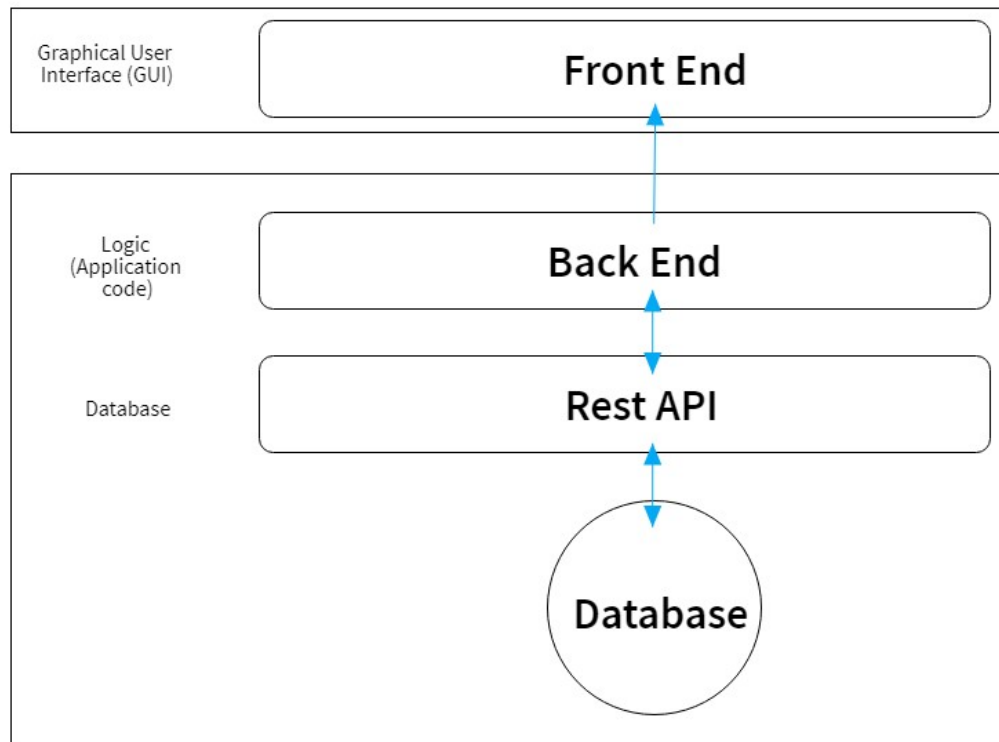 Graphical User
Interface (GUI)
Front End
Logic
(Application
code)
Back End
Database
Rest API
Database